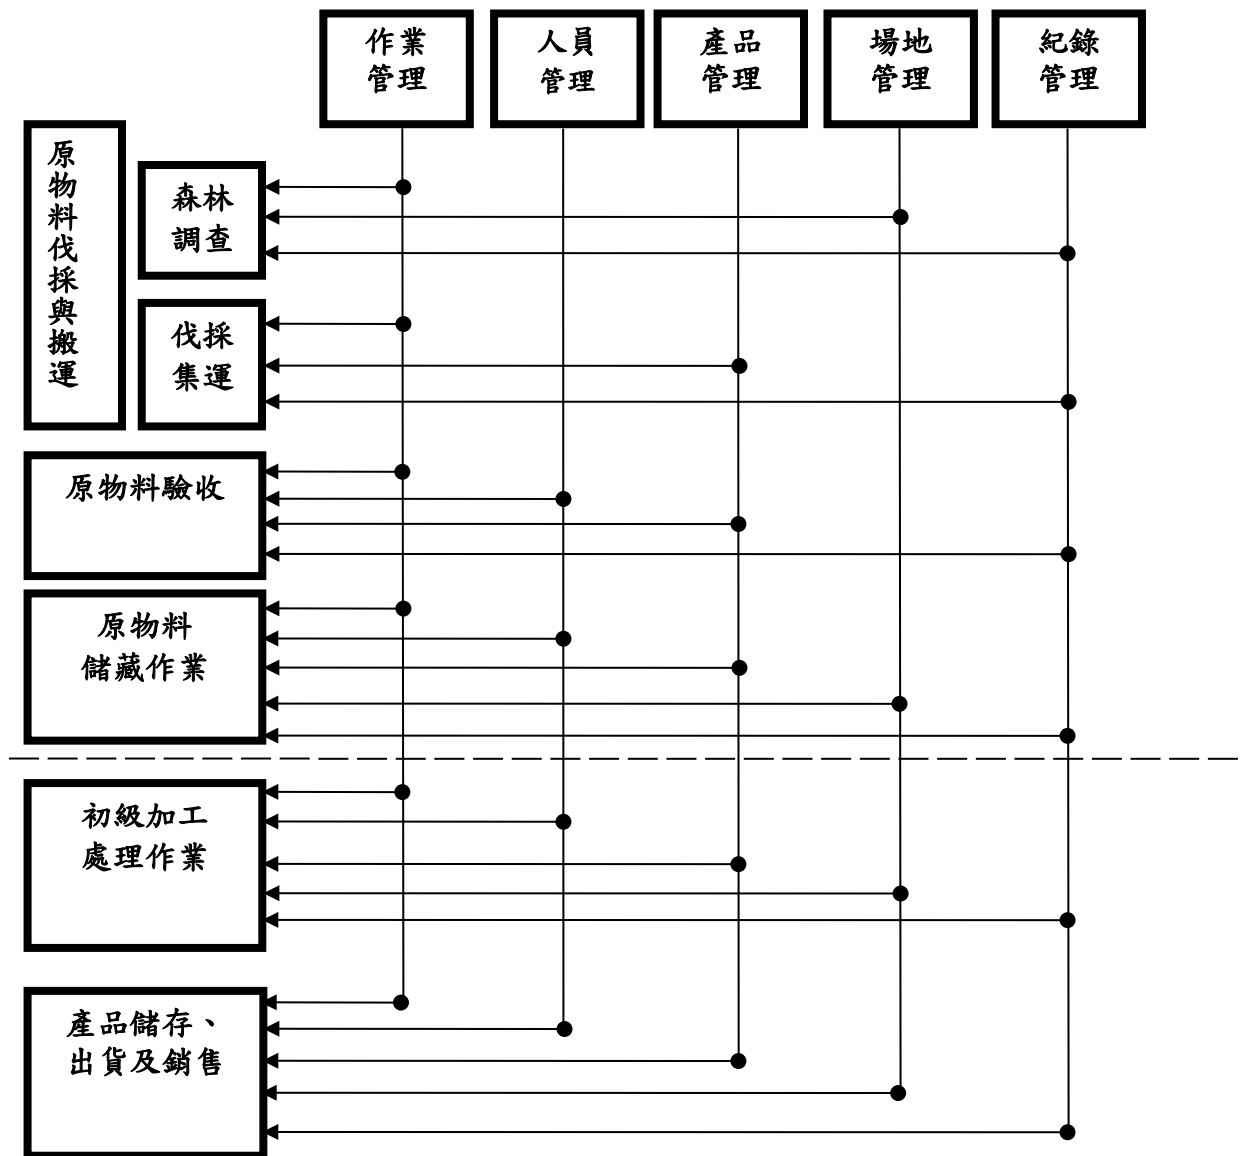 作業
管理
人員
管理
產品
管理
場地
管理
紀錄
管理
原物料伐採與搬運
森林
調查
伐採
集運
原物料驗收
原物料
儲藏作業
初級加工
處理作業
產品儲存、
出貨及銷售